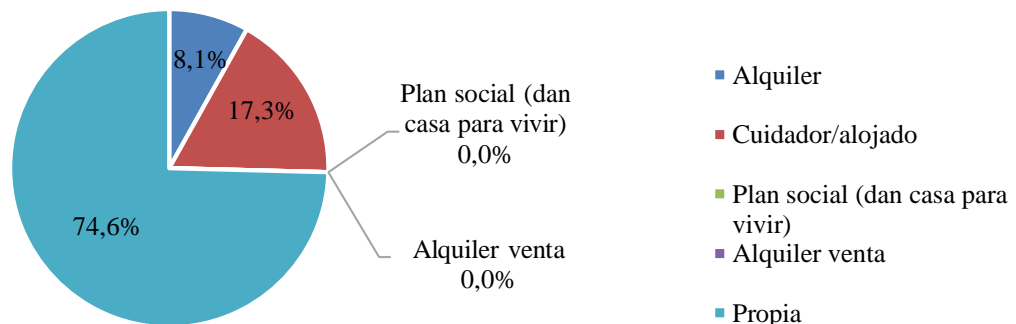 8,1%
17,3%
Plan social (dan
casa para vivir)
0,0%
74,6%
Alquiler venta
0,0%
Alquiler
Cuidador/alojado
Plan social (dan casa para
vivir)
Alquiler venta
Propia